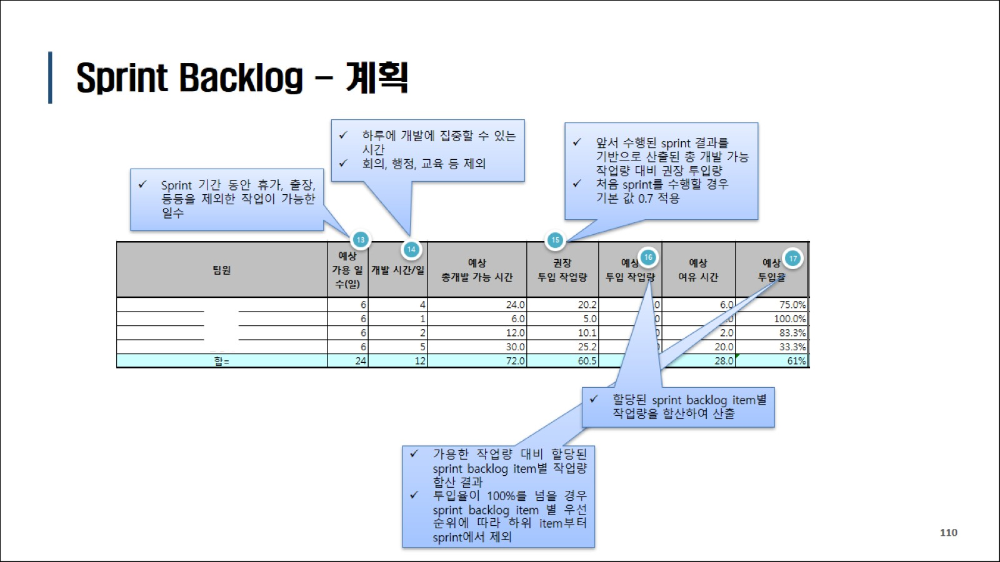 Sprint Backlog – 계획
✓ 하루에 개발에 집중할 수 있는
시간
✓ 회의, 행정, 교육 등 제외
✓ 앞서 수행된 sprint 결과를
기반으로 산출된 총 개발 가능
작업량 대비 권장 투입량
✓ 처음 sprint를 수행할 경우
기본 값 0.7 적용
✓ Sprint 기간 동안 휴가, 출장,
등등을 제외한 작업이 가능한
일수
13
14
15
16
17
팀원
예상
가용 일
수(일)
개발 시간/일
예상
총개발 가능 시간
권장
투입 작업량
예상
투입 작업량
예상
여유 시간
예상
투입율
6 4 24.0 20.2 0 6.0 75.0%
6 1 6.0 5.0 0 .0 100.0%
6 2 12.0 10.1 0 2.0 83.3%
6 5 30.0 25.2 0 20.0 33.3%
합= 24 12 72.0 60.5 28.0 61%
✓ 할당된 sprint backlog item별
작업량을 합산하여 산출
✓ 가용한 작업량 대비 할당된
sprint backlog item별 작업량
합산 결과
✓ 투입율이 100%를 넘을 경우
sprint backlog item 별 우선
순위에 따라 하위 item부터
sprint에서 제외
110